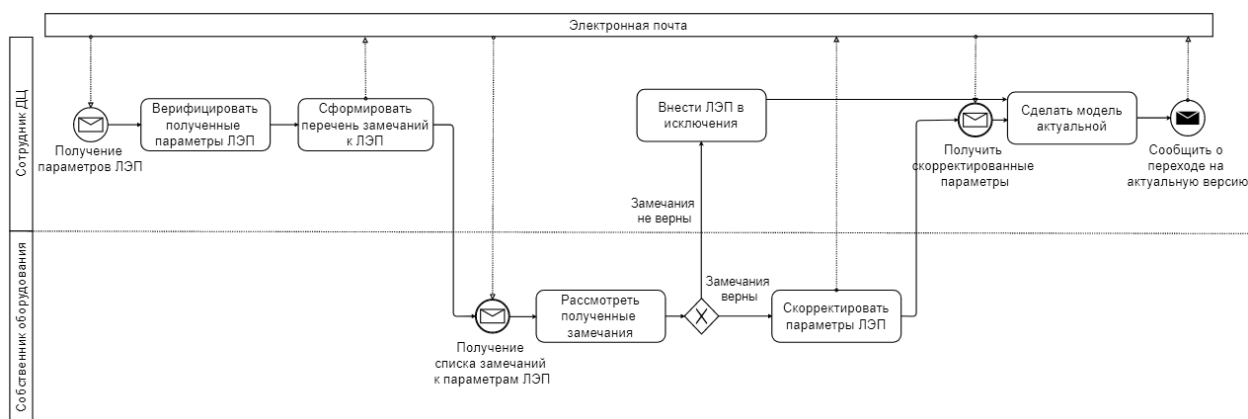 Электронная почта
Сотрудник ДЦ
Получение
параметров ЛЭП
Верифицировать
полученные
параметры ЛЭП
Сформировать
перечень замечаний
к ЛЭП
Внести ЛЭП в
исключения
Получить
скорректированные
параметры
Сделать модель
актуальной
Сообщить о
переходе на
актуальную версию
Замечания
не верны
Собственник оборудования
Получение
списка замечаний
к параметрам ЛЭП
Рассмотреть
полученные
замечания
Замечания
верны
Скорректировать
параметры ЛЭП